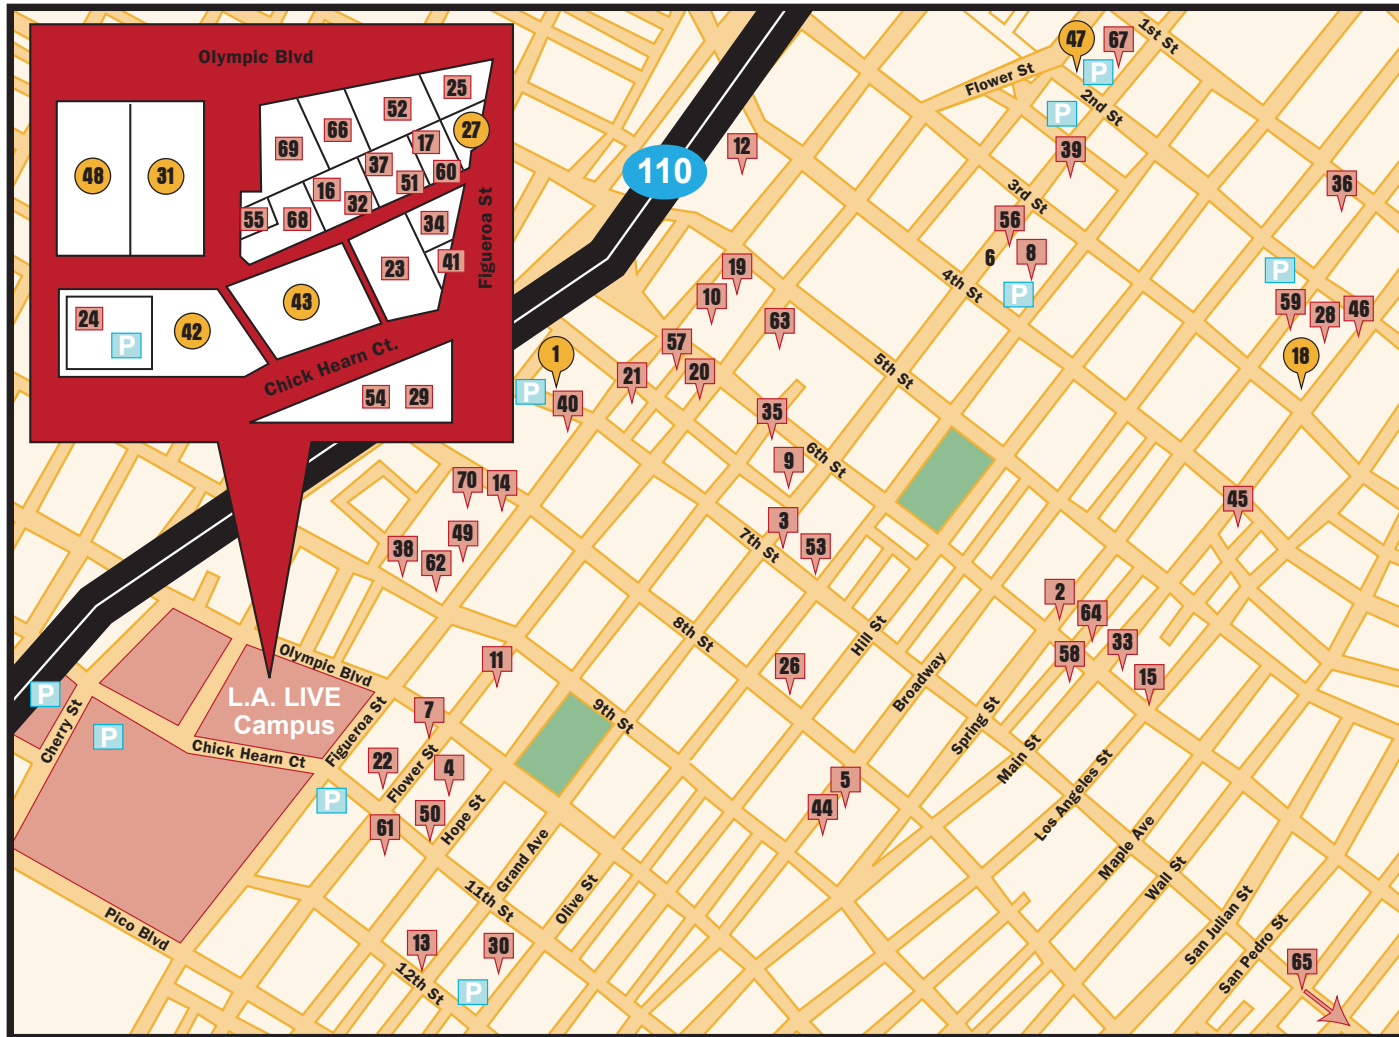 Olympic Blvd
25
52
27
66
17
69
37
60
48
31
16
51
32
55
68
34
Figueroa St
41
23
43
24
P
42
Chick Hearn Ct.
54
29
110
12
Flower St
47
67
1st St
P
P
2nd St
39
36
3rd St
56
6
8
4th St
P
P
59
28
46
18
19
10
63
57
20
21
1
P
40
5th St
35
9
6th St
45
70
14
3
53
7th St
49
38
62
2
64
33
58
15
8th St
Hill St
26
Broadway
11
Spring St
Main St
Los Angeles St
Maple Ave
Wall St
San Julian St
San Pedro St
65
9th St
5
44
Olympic Blvd
L.A. LIVE
Campus
Figueroa St
Chick Hearn Ct
P
Cherry St
P
7
22
Flower St
4
P
61
50
Hope St
Grand Ave
11th St
Olive St
Pico Blvd
13
30
12th St
P